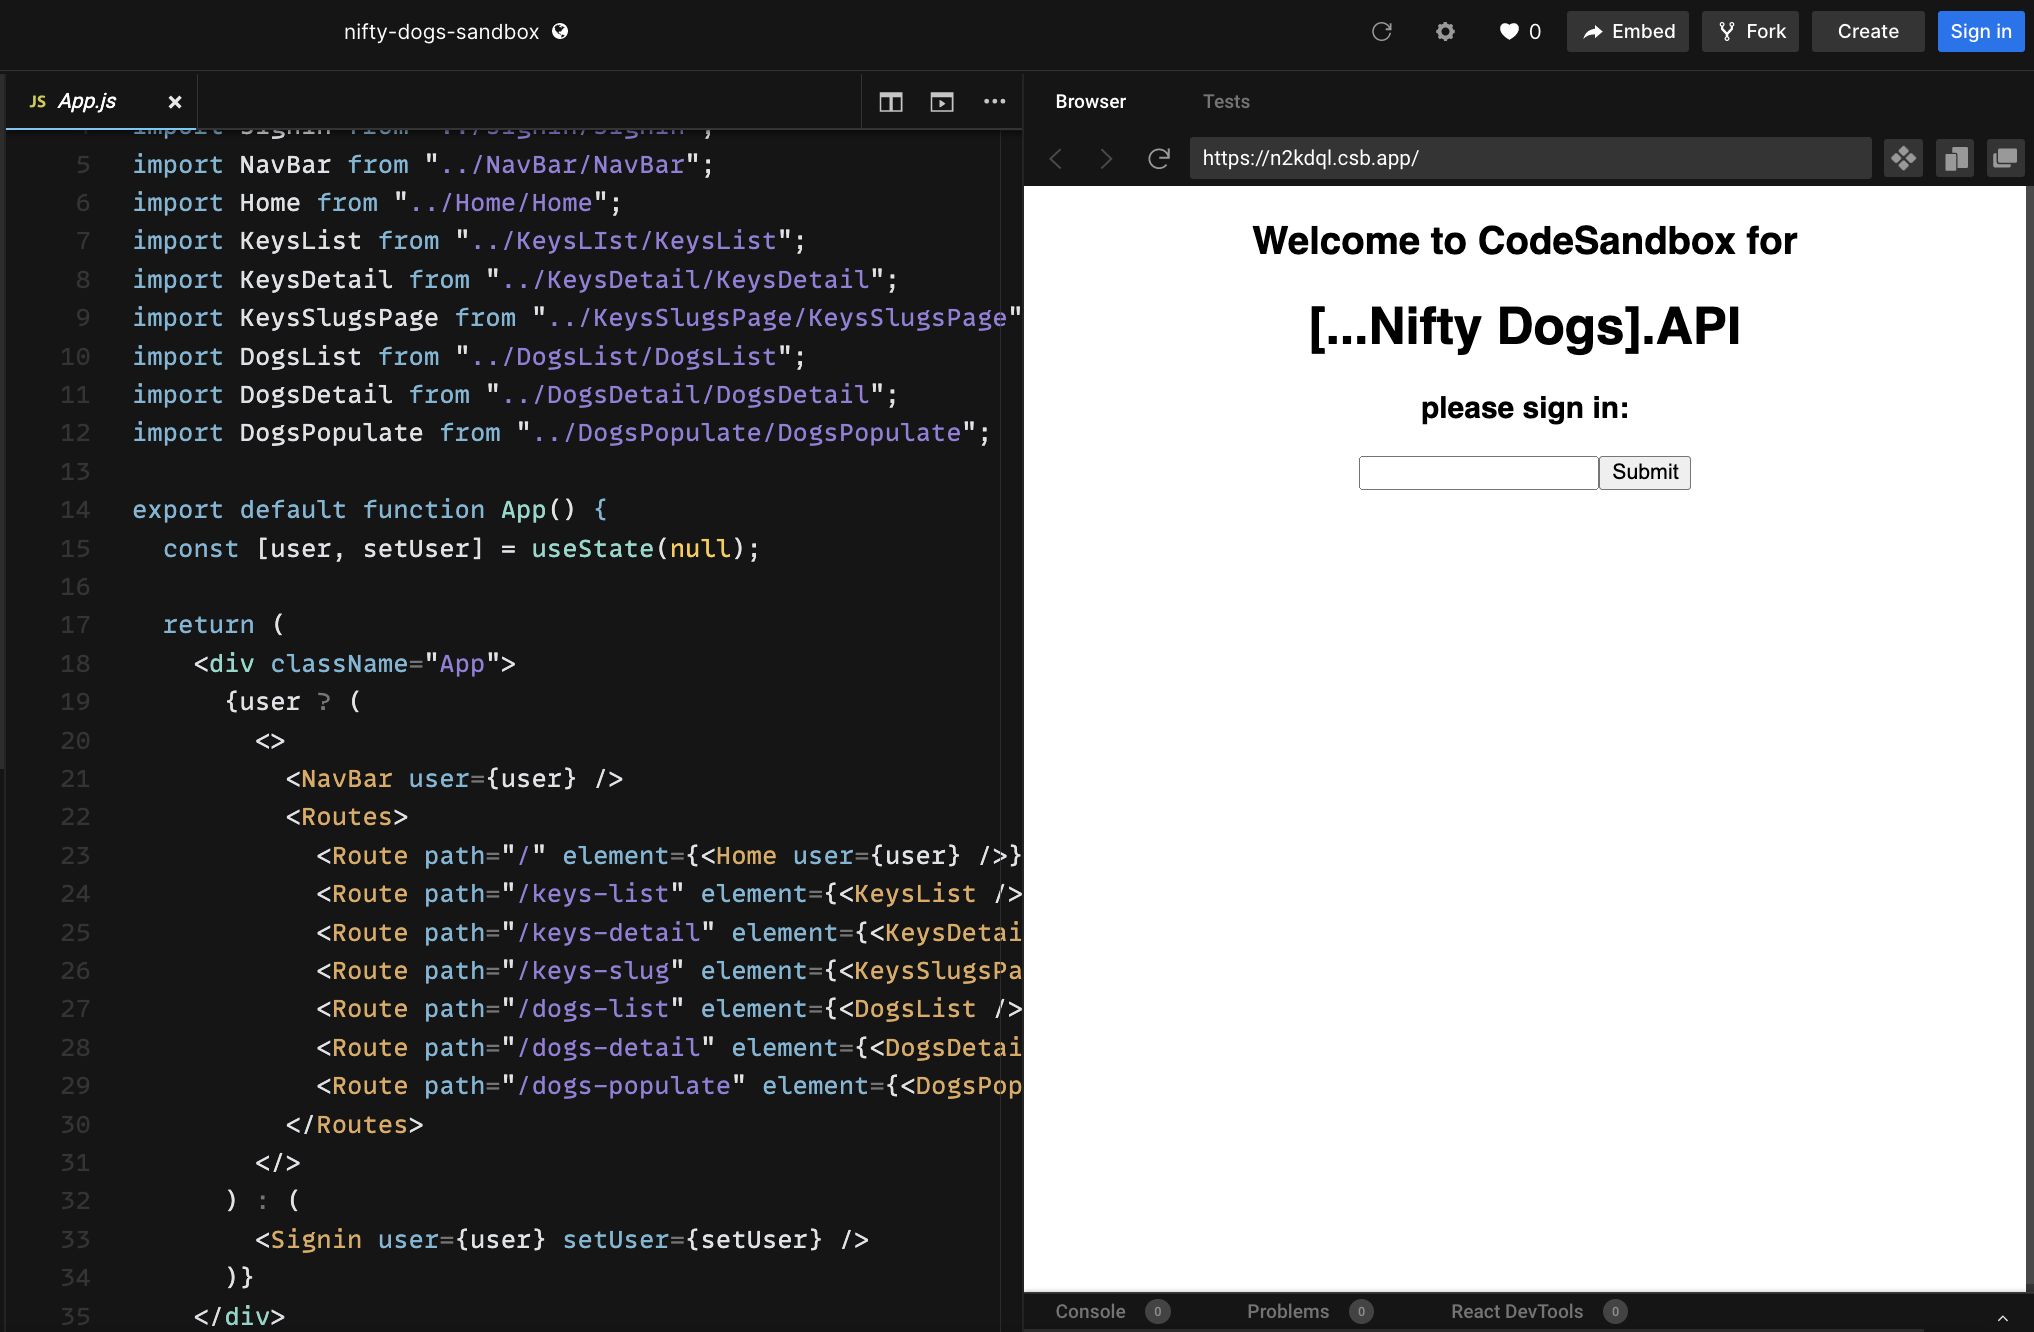 nifty-dogs-sandbox
0
Embed
Fork
Create
Sign in
JS App.js
import Signin from "../Signin/Signin";
5 import NavBar from "../NavBar/NavBar";
6 import Home from "../Home/Home";
7 import KeysList from "../KeysLIst/KeysList";
8 import KeysDetail from "../KeysDetail/KeysDetail";
9 import KeysSlugsPage from "../KeysSlugsPage/KeysSlugsPage"
10 import DogsList from "../DogsList/DogsList";
11 import DogsDetail from "../DogsDetail/DogsDetail";
12 import DogsPopulate from "../DogsPopulate/DogsPopulate";
13
14 export default function App() {
15 const [user, setUser] = useState(null);
16
17 return (
18 <div className="App">
19 {user ? (
20 <>
21 <NavBar user={user} />
22 <Routes>
23 <Route path="/" element={<Home user={user} />}
24 <Route path="/keys-list" element={<KeysList />
25 <Route path="/keys-detail" element={<KeysDetai
26 <Route path="/keys-slug" element={<KeysSlugsPa
27 <Route path="/dogs-list" element={<DogsList />
28 <Route path="/dogs-detail" element={<DogsDetai
29 <Route path="/dogs-populate" element={<DogsPop
30 </Routes>
31 </>
32 ) : (
33 <Signin user={user} setUser={setUser} />
34 )}
35 </div>
Browser
Tests
https://n2kdql.csb.app/
Welcome to CodeSandbox for
[...Nifty Dogs].API
please sign in:
Submit
Console 0
Problems 0
React DevTools 0